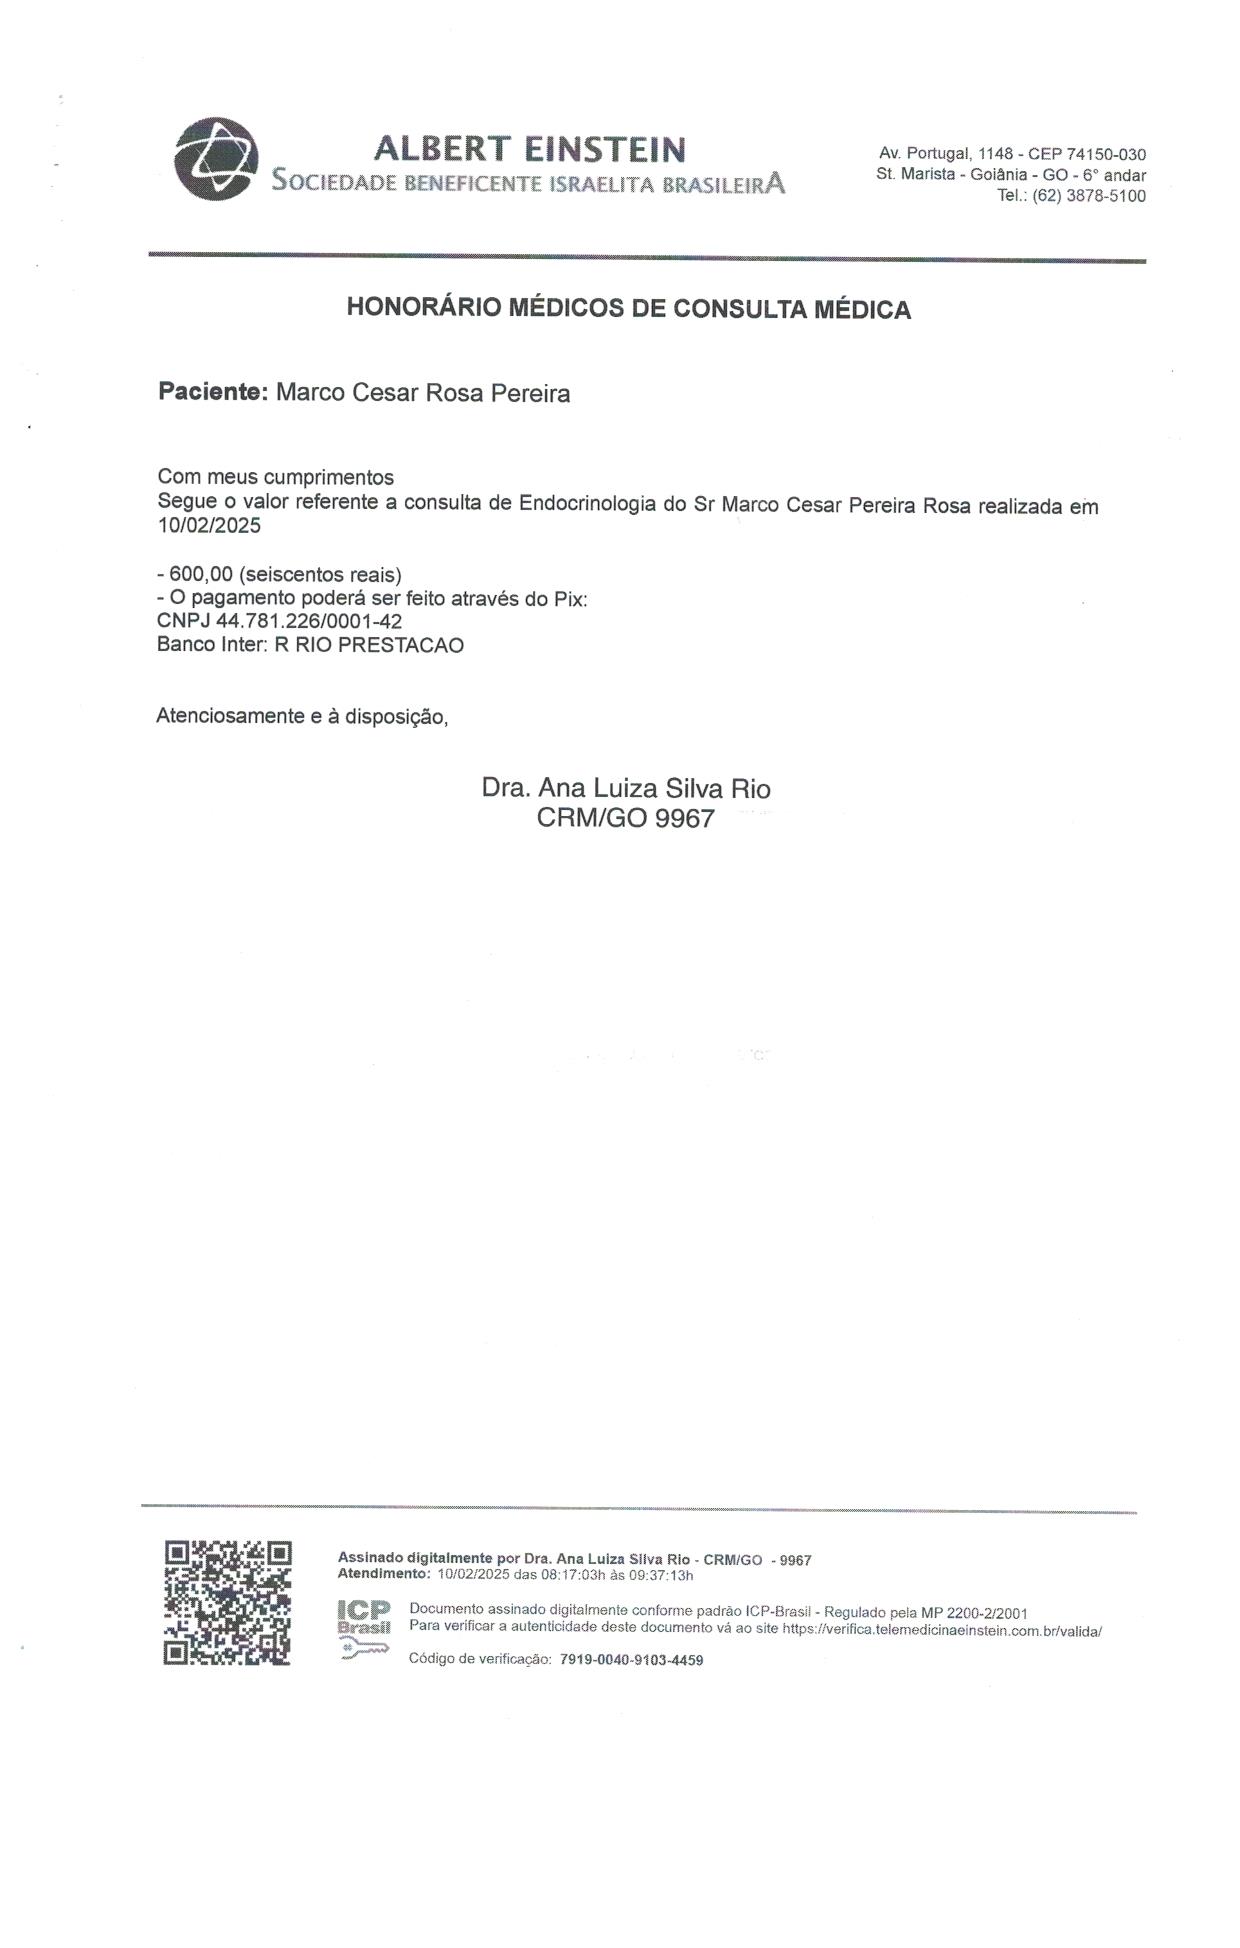 ALBERT EINSTEIN
SOCIEDADE BENEFICENTE ISRAELITA BRASILEIRA
Av. Portugal, 1148 - CEP 74150-030
St. Marista - Goiânia - GO - 6° andar
Tel.: (62) 3878-5100
HONORÁRIO MÉDICOS DE CONSULTA MÉDICA
Paciente: Marco Cesar Rosa Pereira
Com meus cumprimentos
Segue o valor referente a consulta de Endocrinologia do Sr Marco Cesar Pereira Rosa realizada em
10/02/2025
- 600,00 (seiscentos reais)
- O pagamento poderá ser feito através do Pix:
CNPJ 44.781.226/0001-42
Banco Inter: R RIO PRESTACAO
Atenciosamente e à disposição,
Dra. Ana Luiza Silva Rio
CRM/GO 9967
Assinado digitalmente por Dra. Ana Luiza Silva Rio - CRM/GO - 9967
Atendimento: 10/02/2025 das 08:17:03h às 09:37:13h
ICP
Brasil
Documento assinado digitalmente conforme padrão ICP-Brasil - Regulado pela MP 2200-2/2001
Para verificar a autenticidade deste documento vá ao site https://verifica.telemedicinaeinstein.com.br/valida/
Código de verificação: 7919-0040-9103-4459